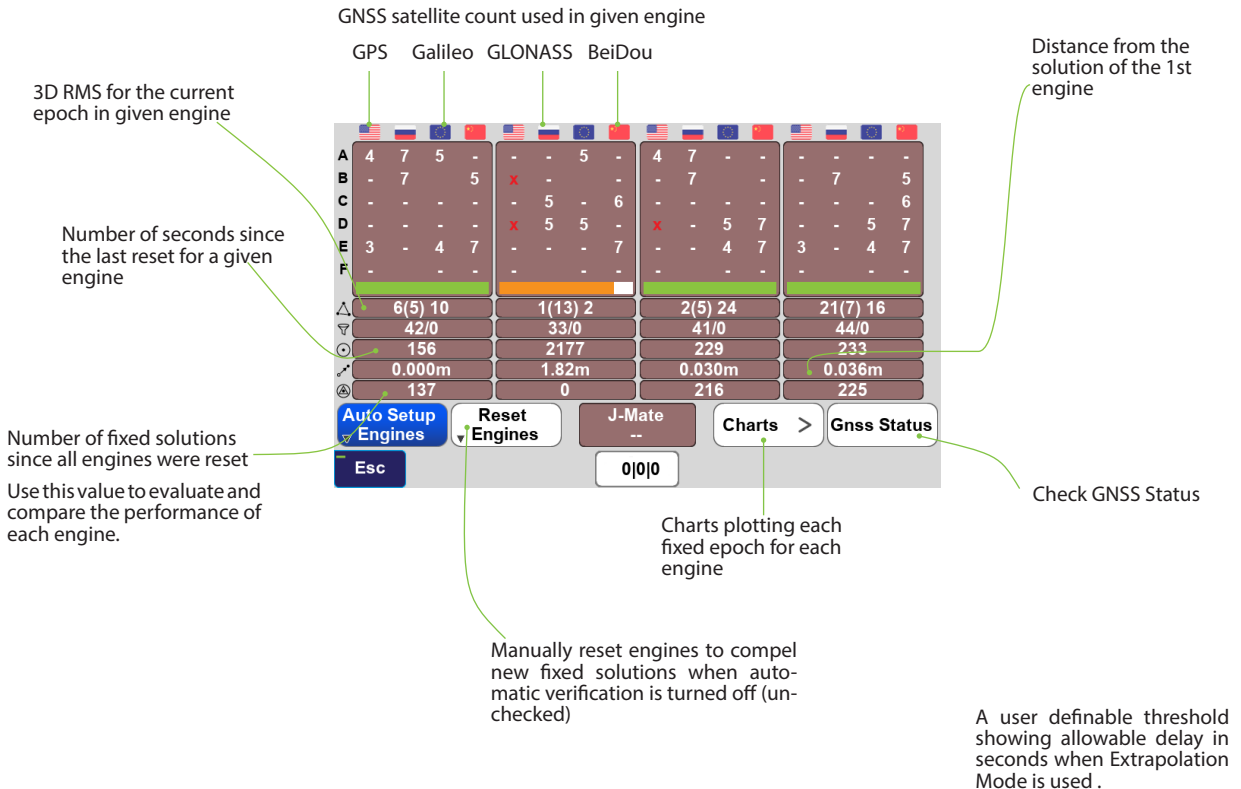 GNSS satellite count used in given engine
GPS Galileo GLONASS BeiDou
Distance from the
solution of the 1st
engine
3D RMS for the current
epoch in given engine
Number of seconds since
the last reset for a given
engine
A 4 7 5 - - - 5 - 4 7 - - - - - -
B - 7 5 x - - - 7 - - 7 5
C - - - - - 5 - 6 - - - - - - - 6
D - - - - x 5 5 - x - 5 7 - - 5 7
E 3 - 4 7 - - - 7 - - 4 7 3 - 4 7
F - - - - - - - -
6(5) 10 1(13) 2 2(5) 24 21(7) 16
42/0 33/0 41/0 44/0
156 2177 229 233
0.000m 1.82m 0.030m 0.036m
137 0 216 225
Auto Setup
Engines
Reset
Engines
J-Mate
--
Charts >
Gnss Status
Esc
0|0|0
Number of fixed solutions
since all engines were reset
Use this value to evaluate and
compare the performance of
each engine.
Check GNSS Status
Charts plotting each
fixed epoch for each
engine
Manually reset engines to compel
new fixed solutions when auto-
matic verification is turned off (un-
checked)
A user definable threshold
showing allowable delay in
seconds when Extrapolation
Mode is used .